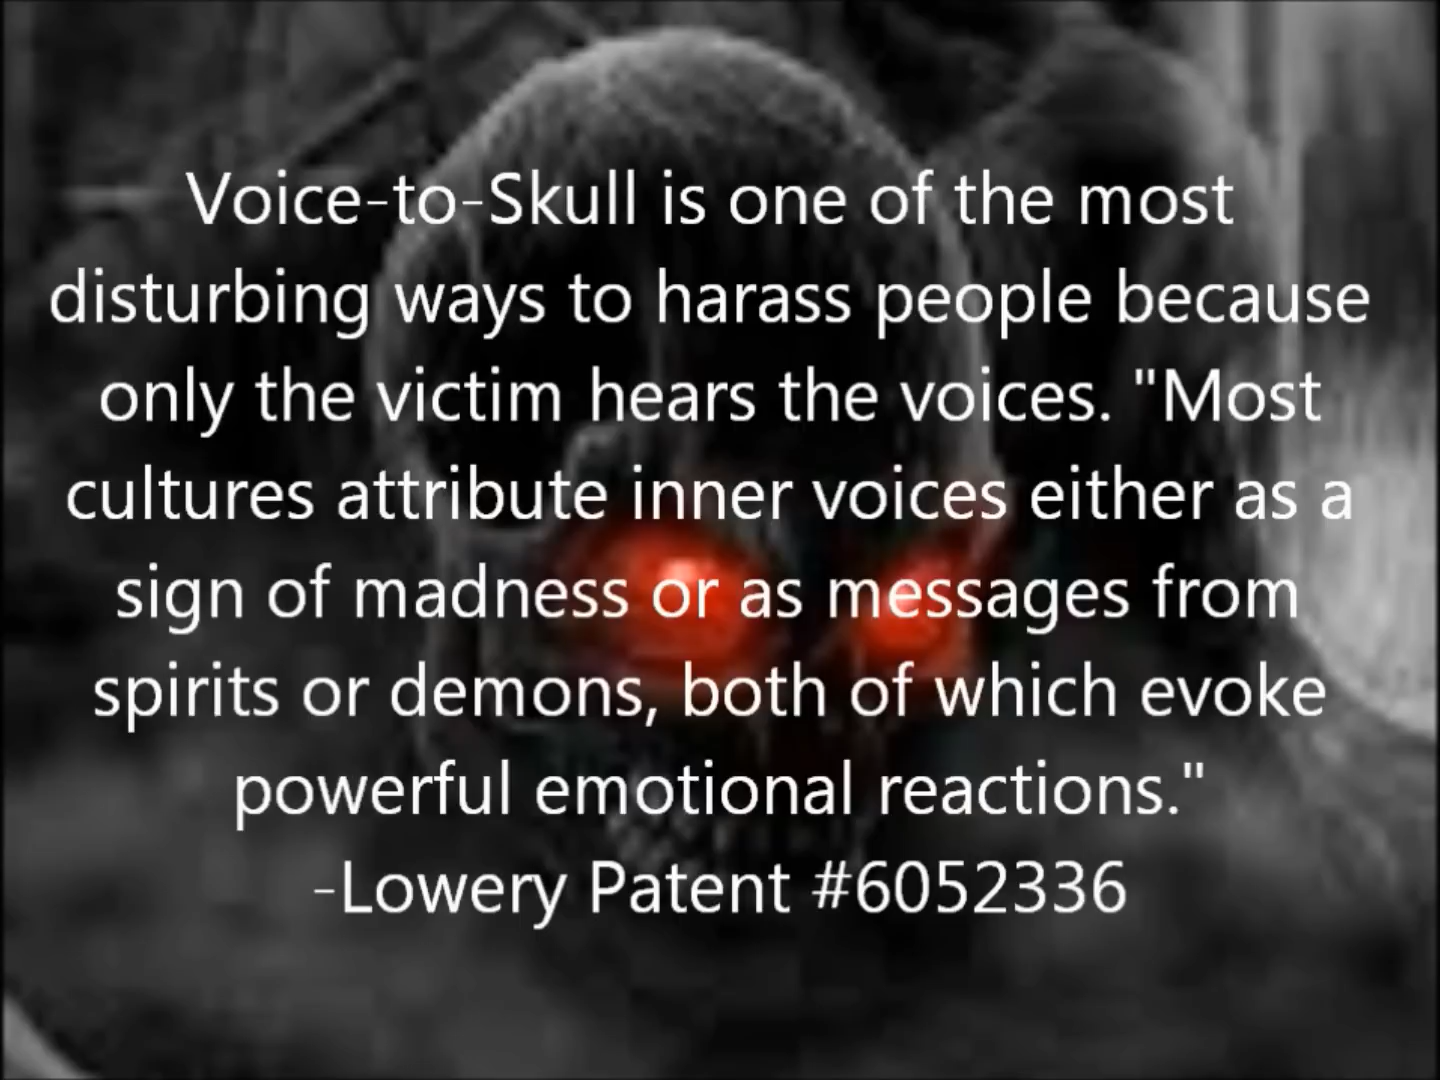 Voice-to-Skull is one of the most
disturbing ways to harass people because
only the victim hears the voices. "Most
cultures attribute inner voices either as a
sign of madness or as messages from
spirits or demons, both of which evoke
powerful emotional reactions."
-Lowery Patent #6052336